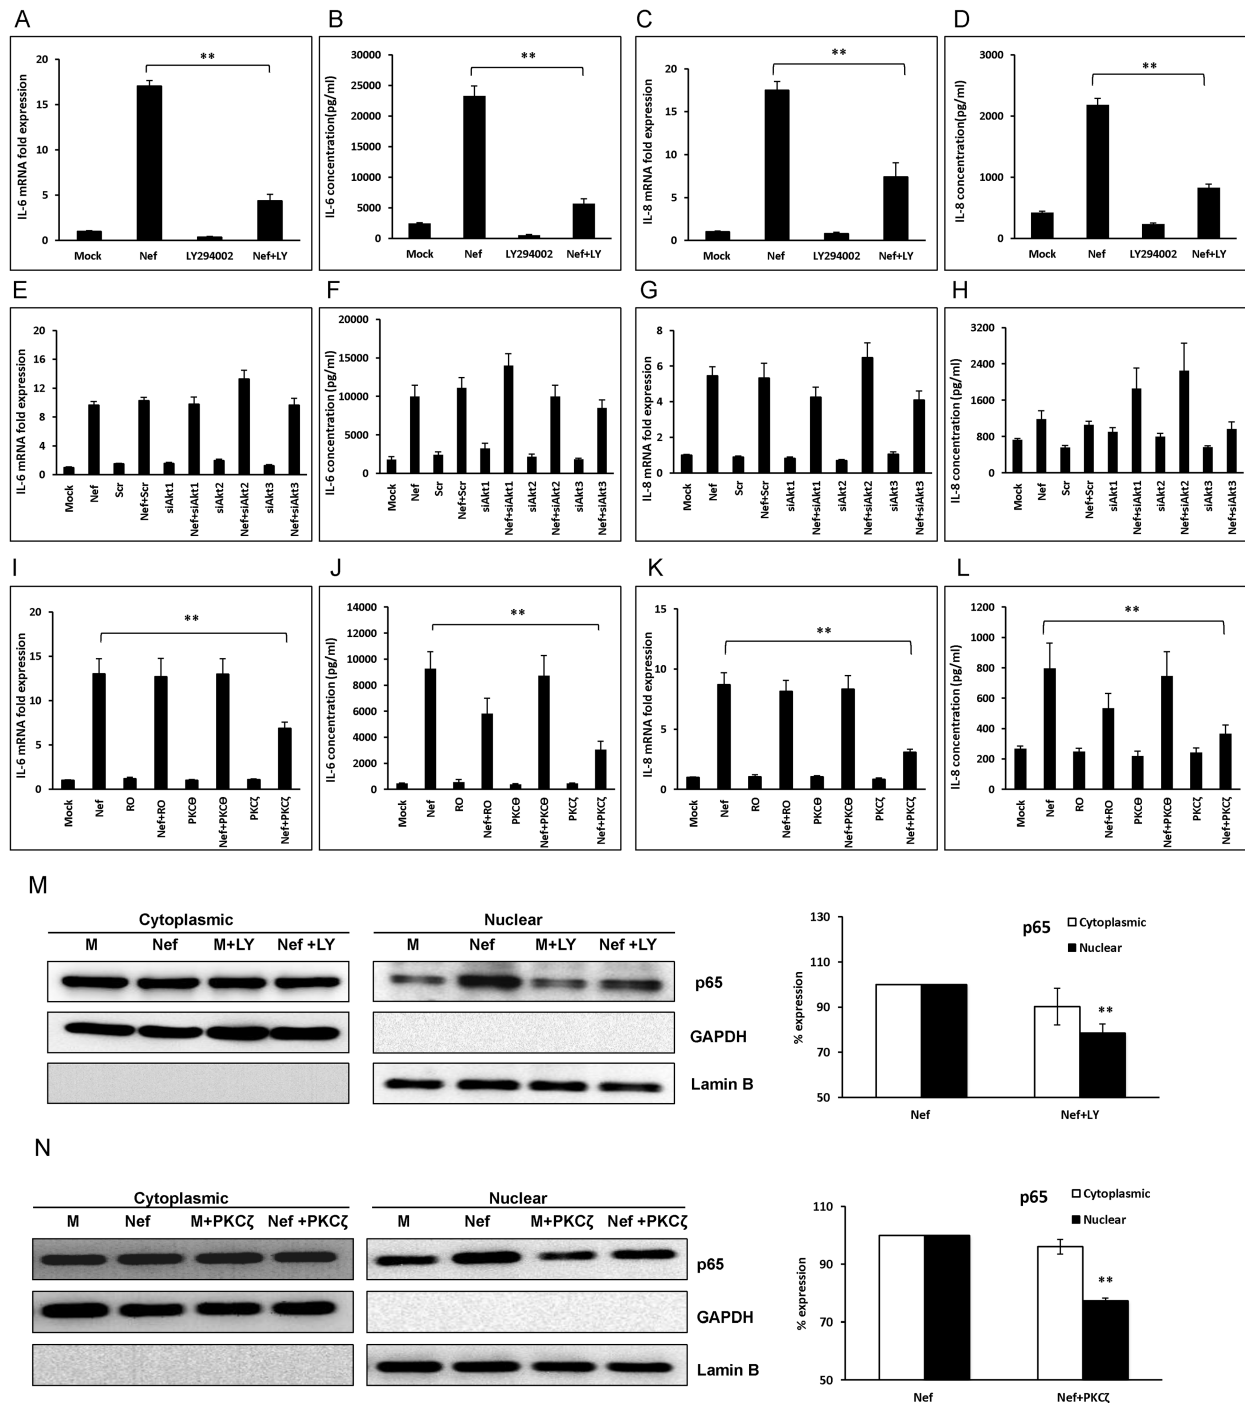 A
IL-6 mRNA fold expression
20
15
10
5
0
**
Mock Nef LY294002 Nef+LY
B
IL-6 concentration(pg/ml)
30000
25000
20000
15000
10000
5000
0
**
Mock Nef LY294002 Nef+LY
C
IL-8 mRNA fold expression
20
15
10
5
0
**
Mock Nef LY294002 Nef+LY
D
IL-8 concentration(pg/ml)
3000
2000
1000
0
**
Mock Nef LY294002 Nef+LY
E
IL-6 mRNA fold expression
20
16
12
8
4
0
Mock Nef Scr Nef+Scr siAkt1 Nef+siAkt1 siAkt2 Nef+siAkt2 siAkt3 Nef+siAkt3
F
IL-6 concentration (pg/ml)
20000
15000
10000
5000
0
Mock Nef Scr Nef+Scr siAkt1 Nef+siAkt1 siAkt2 Nef+siAkt2 siAkt3 Nef+siAkt3
G
IL-8 mRNA fold expression
8
6
4
2
0
Mock Nef Scr Nef+Scr siAkt1 Nef+siAkt1 siAkt2 Nef+siAkt2 siAkt3 Nef+siAkt3
H
IL-8 concentration (pg/ml)
3200
2400
1600
800
0
Mock Nef Scr Nef+Scr siAkt1 Nef+siAkt1 siAkt2 Nef+siAkt2 siAkt3 Nef+siAkt3
I
IL-6 mRNA fold expression
20
15
10
5
0
**
Mock Nef RO Nef+RO PKCΘ Nef+PKCΘ PKCζ Nef+PKCζ
J
IL-6 concentration (pg/ml)
14000
12000
10000
8000
6000
4000
2000
0
**
Mock Nef RO Nef+RO PKCΘ Nef+PKCΘ PKCζ Nef+PKCζ
K
IL-8 mRNA fold expression
15
10
5
0
**
Mock Nef RO Nef+RO PKCΘ Nef+PKCΘ PKCζ Nef+PKCζ
L
IL-8 concentration (pg/ml)
1200
1000
800
600
400
200
0
**
Mock Nef RO Nef+RO PKCΘ Nef+PKCΘ PKCζ Nef+PKCζ
M
Cytoplasmic
M Nef M+LY Nef +LY
Nuclear
M Nef M+LY Nef +LY
p65
GAPDH
Lamin B
p65
Cytoplasmic
Nuclear
% expression
130
110
90
70
50
**
Nef Nef+LY
N
Cytoplasmic
M Nef M+PKCζ Nef +PKCζ
Nuclear
M Nef M+PKCζ Nef +PKCζ
p65
GAPDH
Lamin B
p65
Cytoplasmic
Nuclear
% expression
110
90
70
50
**
Nef Nef+PKCζ